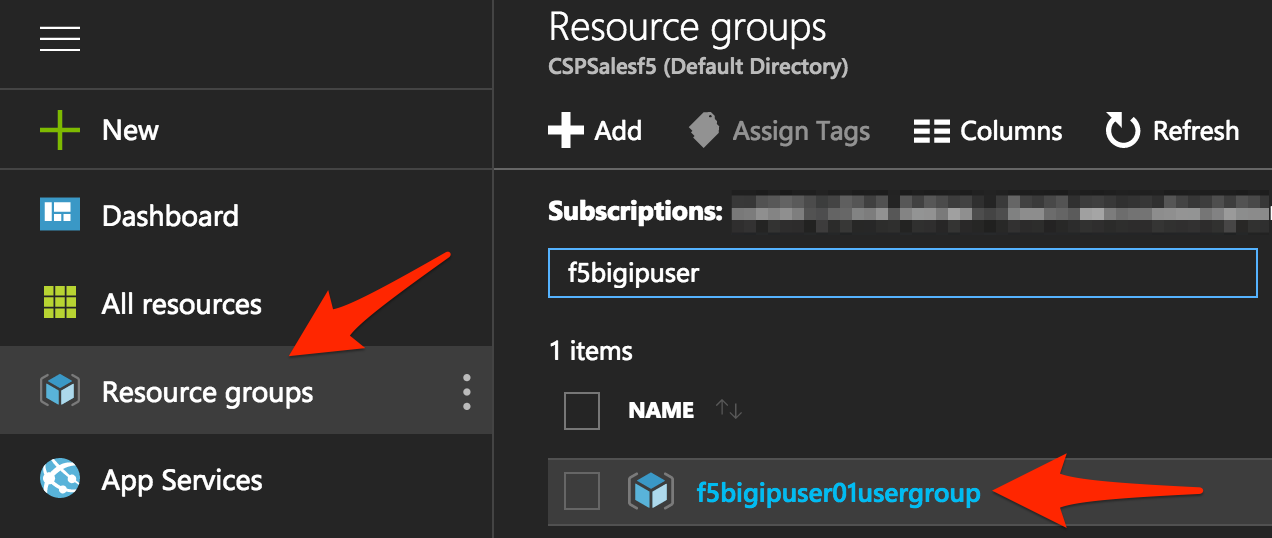 New
Dashboard
All resources
Resource groups
App Services
Resource groups
CSPSalesf5 (Default Directory)
Add Assign Tags Columns Refresh
Subscriptions:
f5bigipuser
1 items
NAME
f5bigipuser01usergroup